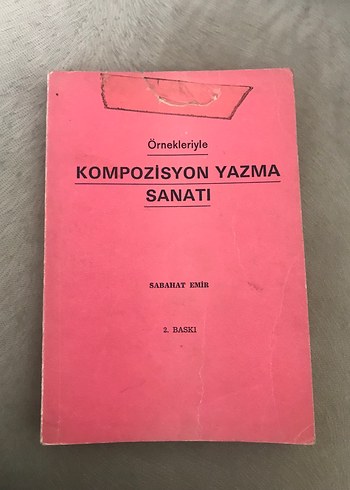 Örnekleriyle
KOMPOZİSYON YAZMA
SANATI
SABAHAT EMİR
2. BASKI